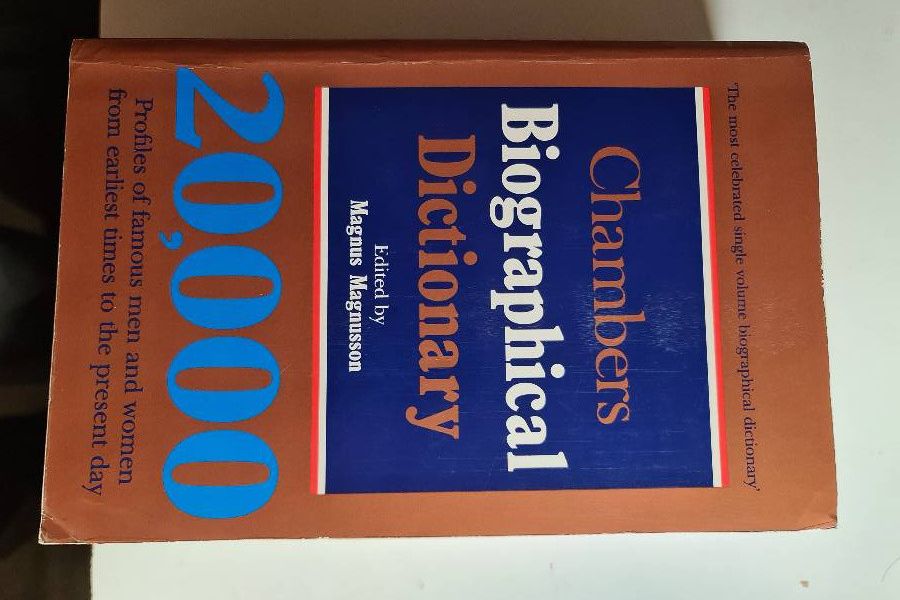 'The most celebrated single volume biographical dictionary'
Chambers
Biographical
Dictionary
Edited by
Magnus Magnusson
20,000
Profiles of famous men and women
from earliest times to the present day